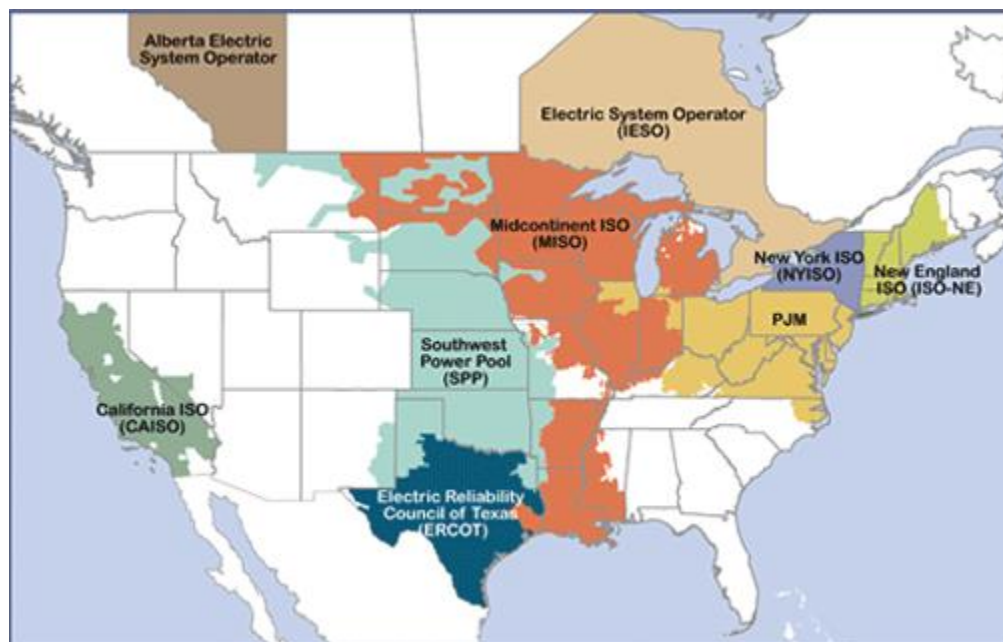 Alberta Electric
System Operator
Electric System Operator
(IESO)
Midcontinent ISO
(MISO)
New York ISO
(NYISO)
New England
ISO (ISO-NE)
PJM
Southwest
Power Pool
(SPP)
California ISO
(CAISO)
Electric Reliability
Council of Texas
(ERCOT)